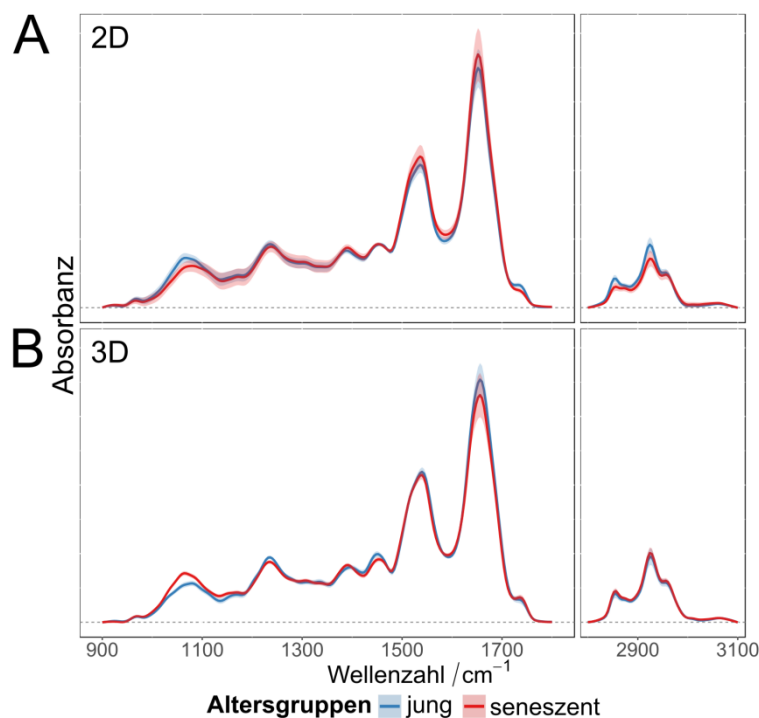 A
2D
B
3D
Absorbanz
900 1100 1300 1500 1700 2900 3100
Wellenzahl /cm⁻¹
Altersgruppen jung seneszent